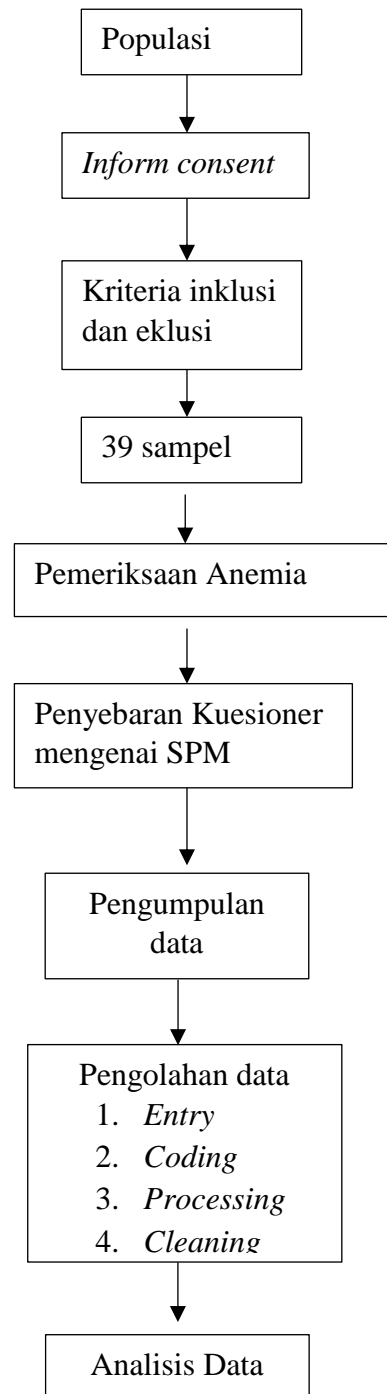 Populasi
Inform consent
Kriteria inklusi
dan eklusi
39 sampel
Pemeriksaan Anemia
Penyebaran Kuesioner
mengenai SPM
Pengumpulan
data
Pengolahan data
1. Entry
2. Coding
3. Processing
4. Cleaning
Analisis Data